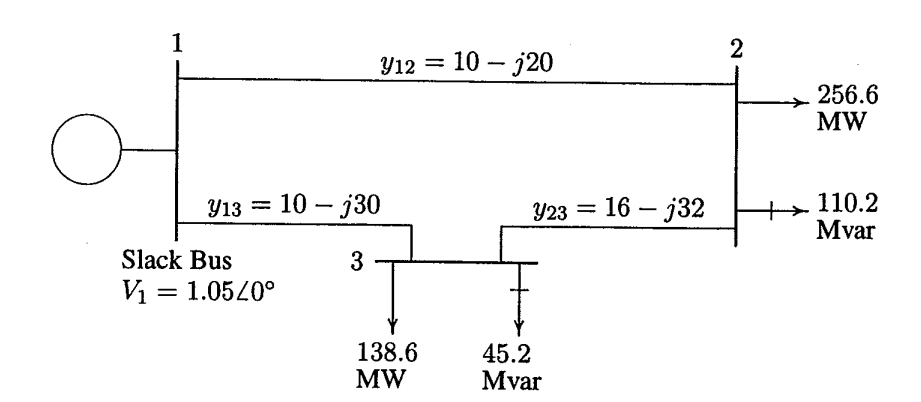 1
2
y12 = 10 − j20
256.6
MW
y13 = 10 − j30
y23 = 16 − j32
110.2
Mvar
Slack Bus
V1 = 1.05∠0°
3
138.6
MW
45.2
Mvar